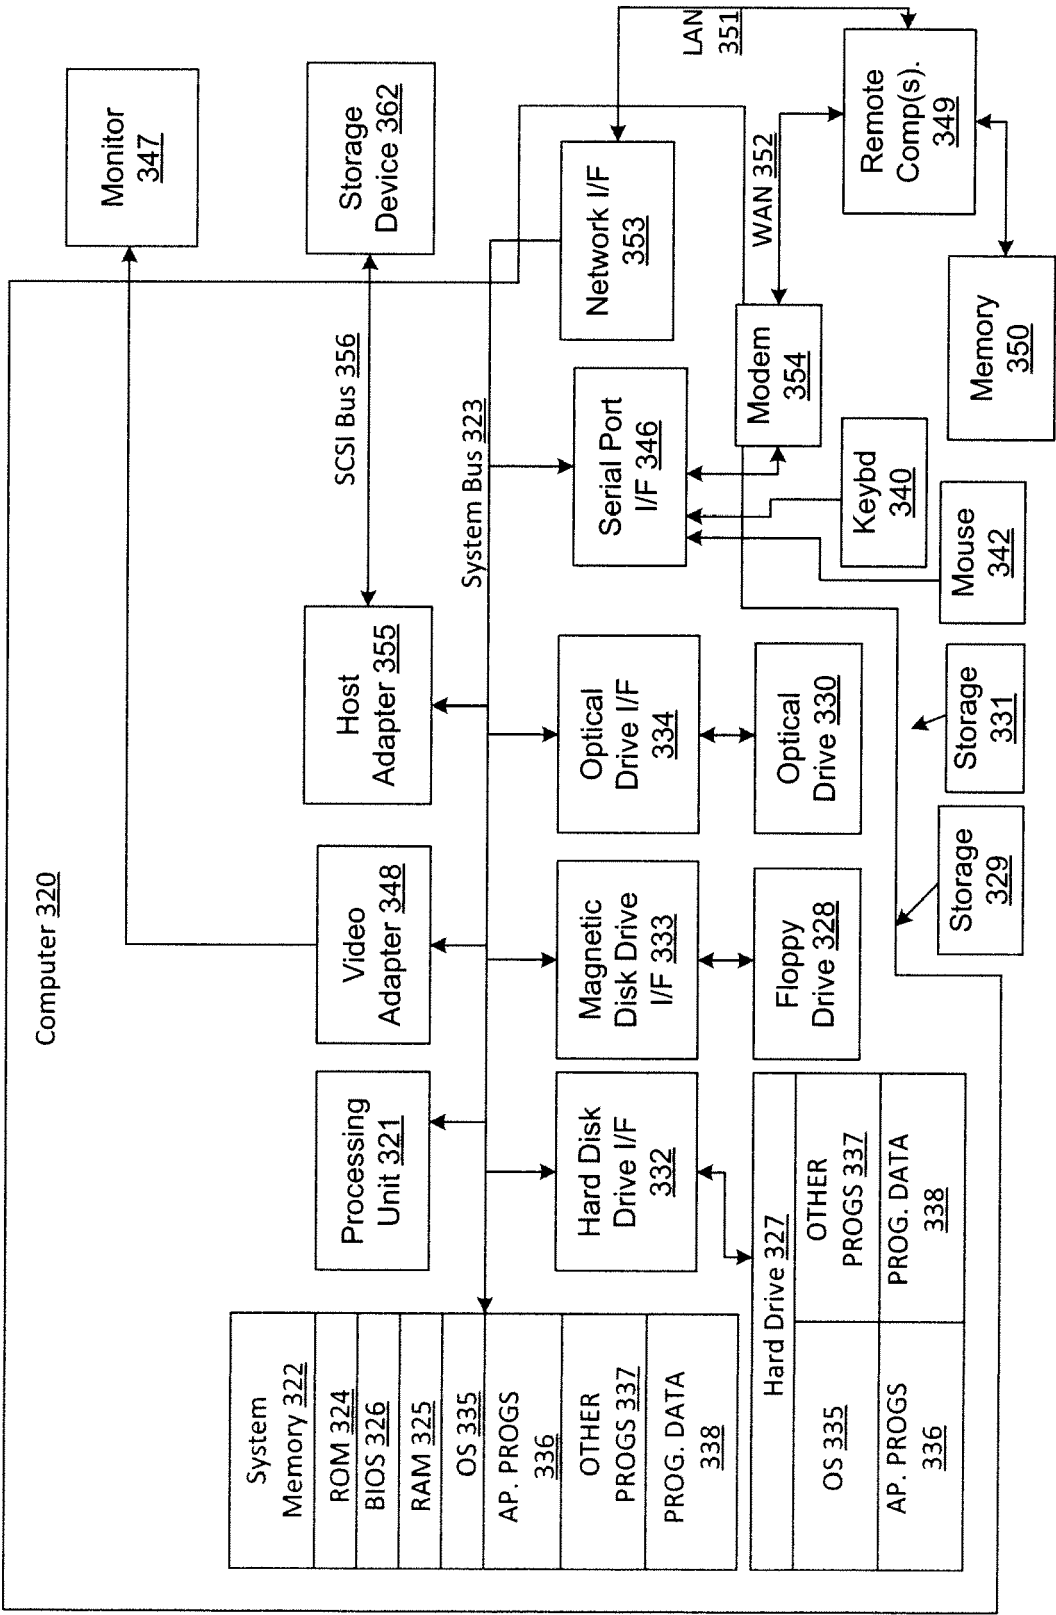 Computer 320
Monitor
347
Storage
Device 362
SCSI Bus 356
System
Memory 322
ROM 324
BIOS 326
RAM 325
OS 335
AP. PROGS
336
OTHER
PROGS 337
PROG. DATA
338
Processing
Unit 321
Video
Adapter 348
Host
Adapter 355
System Bus 323
Hard Disk
Drive I/F
332
Magnetic
Disk Drive
I/F 333
Optical
Drive I/F
334
Serial Port
I/F 346
Network I/F
353
LAN
351
Hard Drive 327
OS 335
OTHER
PROGS 337
AP. PROGS
336
PROG. DATA
338
Floppy
Drive 328
Optical
Drive 330
Modem
354
WAN 352
Keybd
340
Remote
Comp(s).
349
Storage
329
Storage
331
Mouse
342
Memory
350